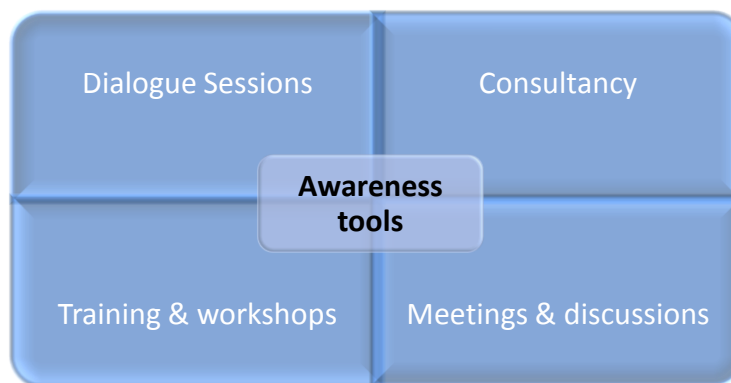 Dialogue Sessions
Consultancy
Awareness
tools
Training & workshops
Meetings & discussions